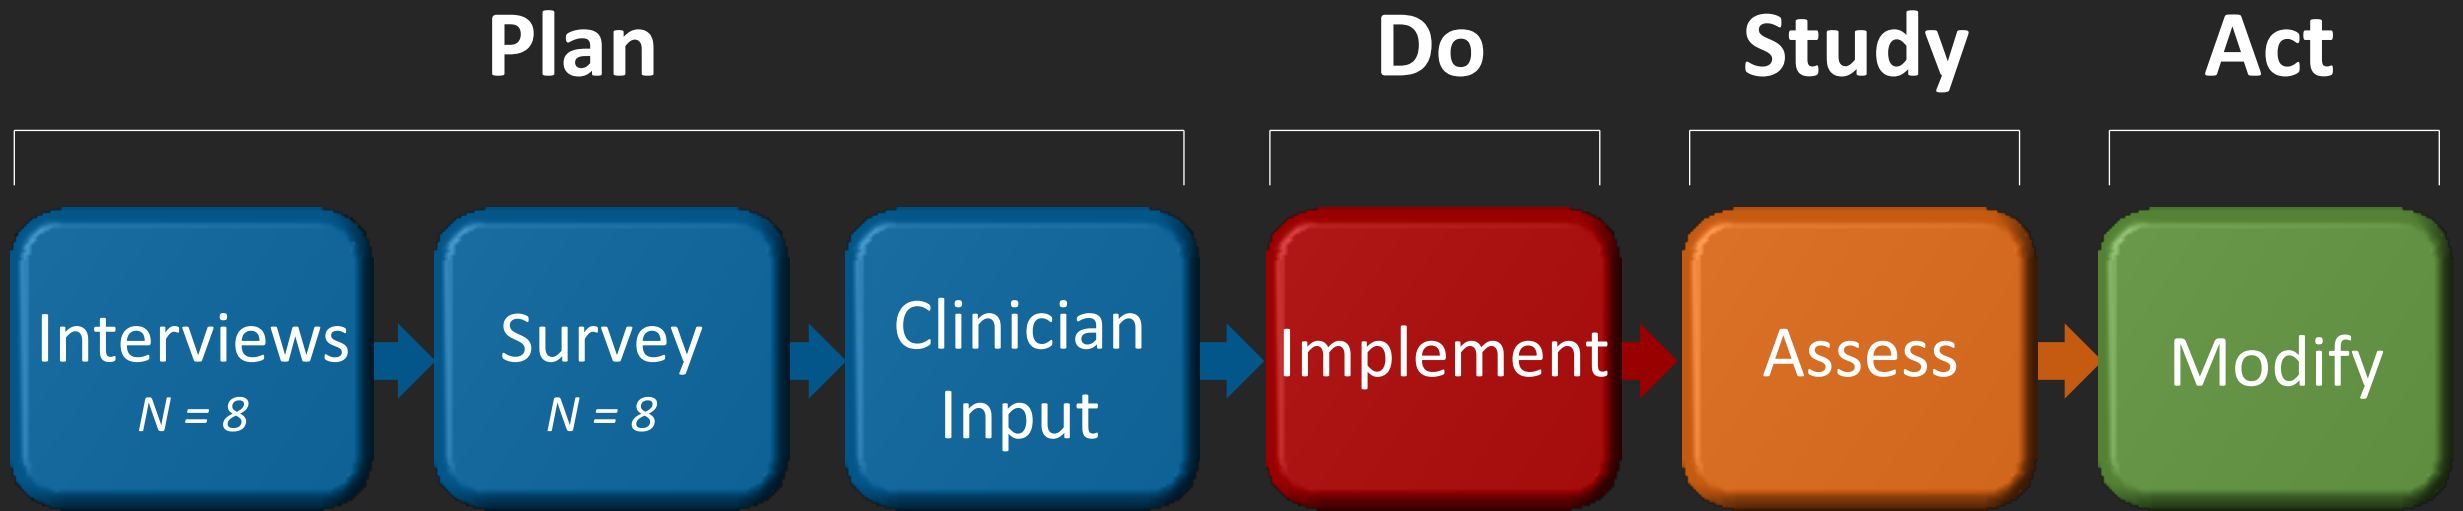 Plan
Do
Study
Act
Interviews
N = 8
Survey
N = 8
Clinician
Input
Implement
Assess
Modify